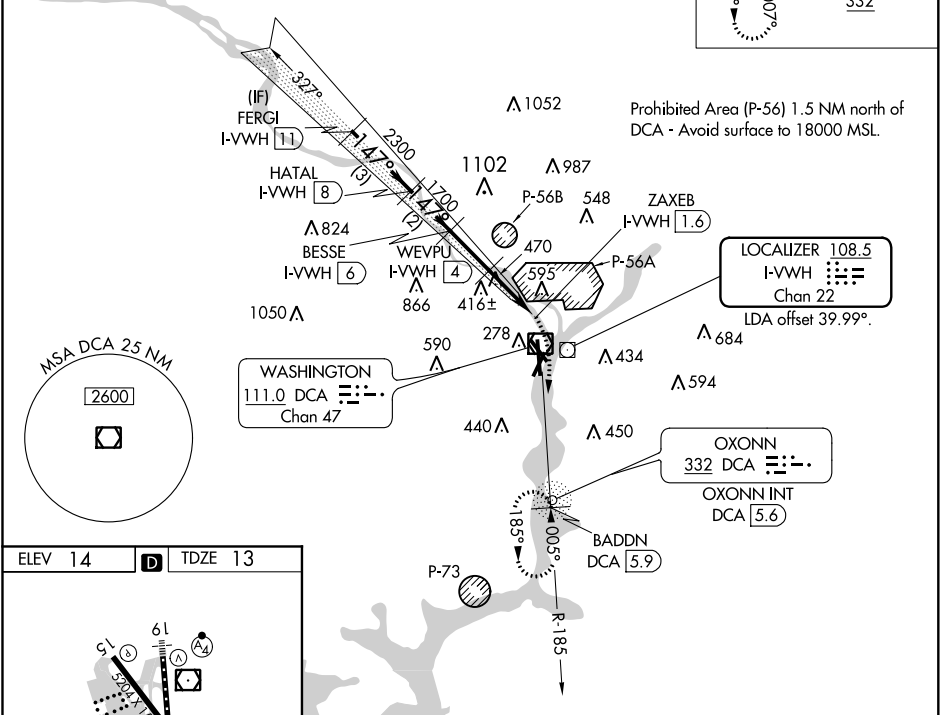 007°
332
327°
(IF)
FERGI
I-VWH 11
147°
2300
(3)
HATAL
I-VWH 8
147°
1700
(2)
BESSE
I-VWH 6
WEVPU
I-VWH 4
1052
Prohibited Area (P-56) 1.5 NM north of
DCA - Avoid surface to 18000 MSL.
1102
987
P-56B
548
ZAXEB
I-VWH 1.6
824
470
P-56A
595
866
416±
1050
LOCALIZER 108.5
I-VWH
Chan 22
LDA offset 39.99°.
278
590
434
684
594
MSA DCA 25 NM
2600
WASHINGTON
111.0 DCA
Chan 47
440
450
OXONN
332 DCA
OXONN INT
DCA 5.6
185°
005°
BADDN
DCA 5.9
P-73
R-185
ELEV 14
D
TDZE 13
15
19
R
V
A4